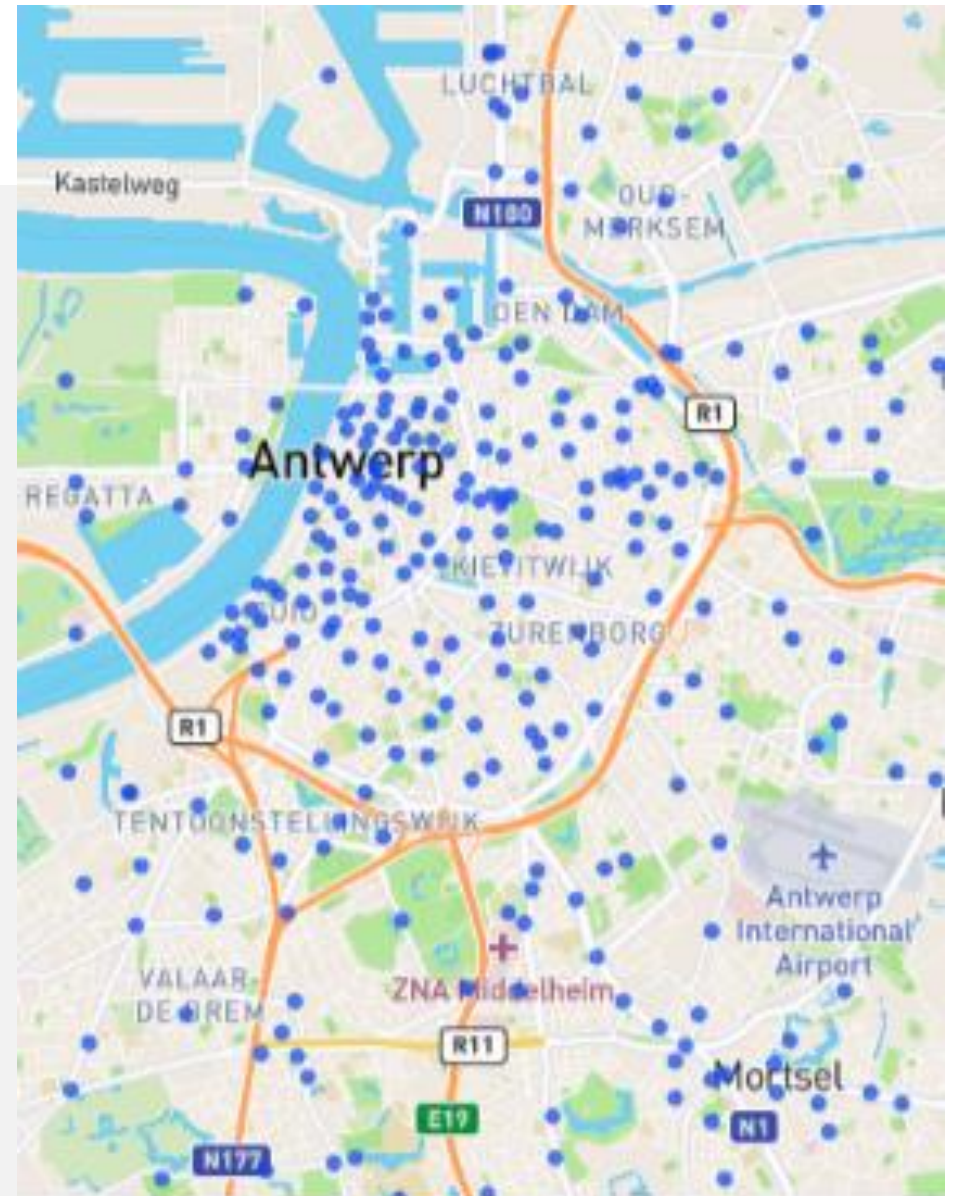 LUCHTBAL
Kastelweg
N180
OUD-
MERKSEM
DEN DAM
R1
Antwerp
REGATTA
KIEVITWIJK
ZUID
ZURENBORG
R1
TENTOONSTELLINGSWIJK
Antwerp
International
Airport
ZNA Middelheim
VALAAR-
DE BREM
R11
Mortsel
E19
N1
N177